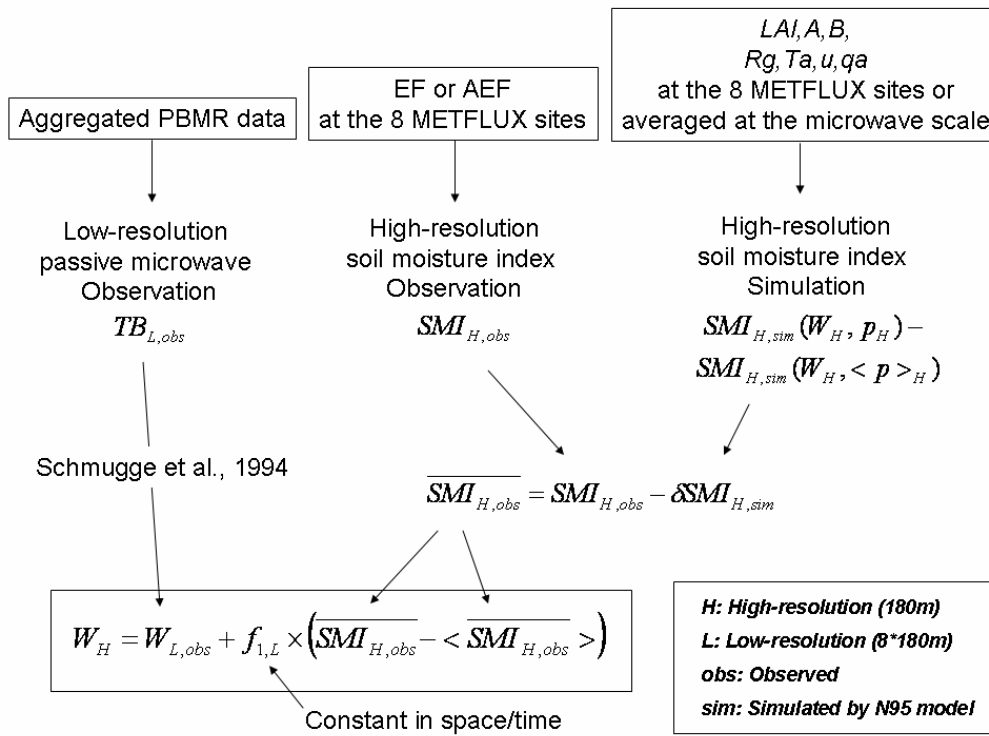 Aggregated PBMR data
EF or AEF
at the 8 METFLUX sites
LAI, A, B,
Rg, Ta, u, qa
at the 8 METFLUX sites or
averaged at the microwave scale
Low-resolution
passive microwave
Observation
TB_{L,obs}
High-resolution
soil moisture index
Observation
SMI_{H,obs}
High-resolution
soil moisture index
Simulation
SMI_{H,sim}(W_H, p_H) −
SMI_{H,sim}(W_H, < p >_H)
Schmugge et al., 1994
\overline{SMI_{H,obs}} = SMI_{H,obs} − δSMI_{H,sim}
W_H = W_{L,obs} + f_{1,L} × (\overline{SMI_{H,obs}} − < \overline{SMI_{H,obs}} >)
Constant in space/time
H: High-resolution (180m)
L: Low-resolution (8*180m)
obs: Observed
sim: Simulated by N95 model